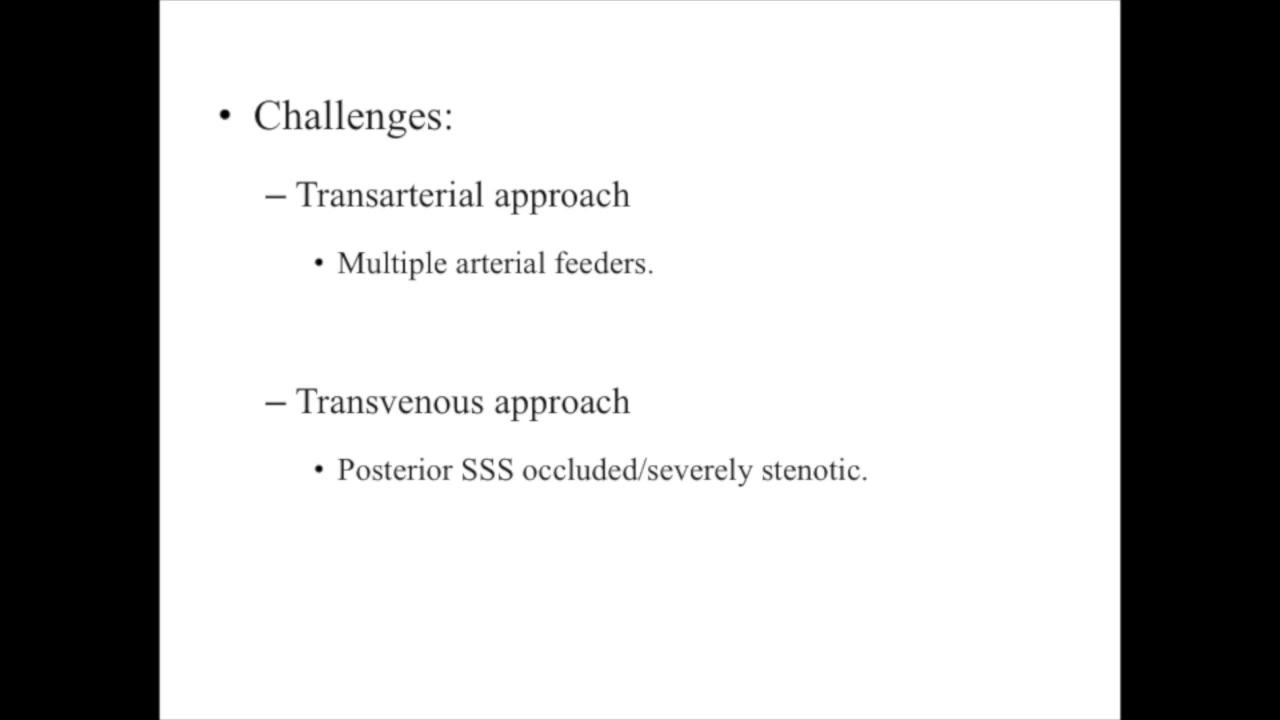 • Challenges:
– Transarterial approach
• Multiple arterial feeders.
– Transvenous approach
• Posterior SSS occluded/severely stenotic.